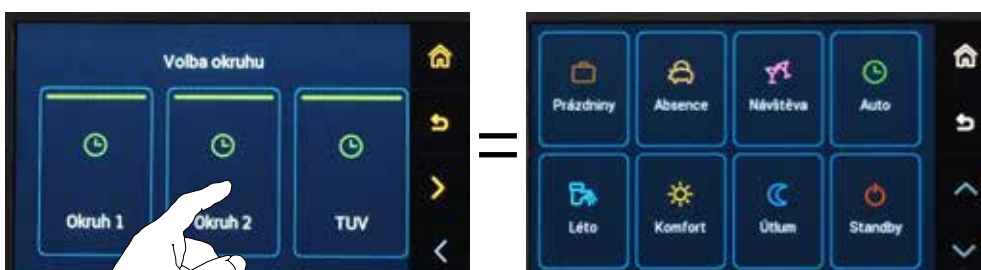 Volba okruhu
Okruh 1 Okruh 2 TUV
=
Prázdniny Absence Návštěva Auto
Léto Komfort Útlum Standby